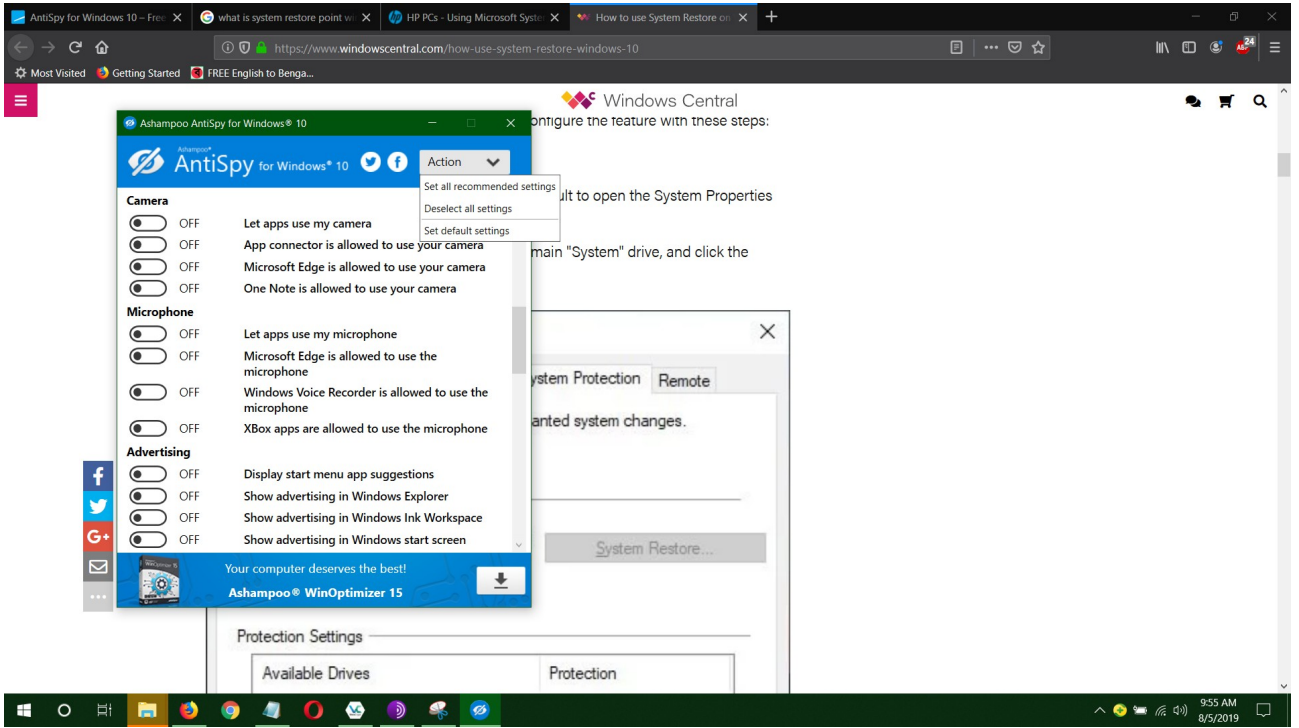 AntiSpy for Windows 10 – Free
what is system restore point wi
HP PCs - Using Microsoft Syste
How to use System Restore on
https://www.windowscentral.com/how-use-system-restore-windows-10
24
Most Visited
Getting Started
FREE English to Benga...
Windows Central
onfigure the feature with these steps:
Ashampoo AntiSpy for Windows® 10
Ashampoo®
AntiSpy for Windows® 10
Action
Set all recommended settings
Deselect all settings
Set default settings
ult to open the System Properties
main "System" drive, and click the
Camera
OFF Let apps use my camera
OFF App connector is allowed to use your camera
OFF Microsoft Edge is allowed to use your camera
OFF One Note is allowed to use your camera
Microphone
OFF Let apps use my microphone
OFF Microsoft Edge is allowed to use the
microphone
OFF Windows Voice Recorder is allowed to use the
microphone
OFF XBox apps are allowed to use the microphone
Advertising
OFF Display start menu app suggestions
OFF Show advertising in Windows Explorer
OFF Show advertising in Windows Ink Workspace
OFF Show advertising in Windows start screen
Your computer deserves the best!
Ashampoo® WinOptimizer 15
ystem Protection
Remote
anted system changes.
System Restore...
Protection Settings
Available Drives
Protection
G+
9:55 AM
8/5/2019